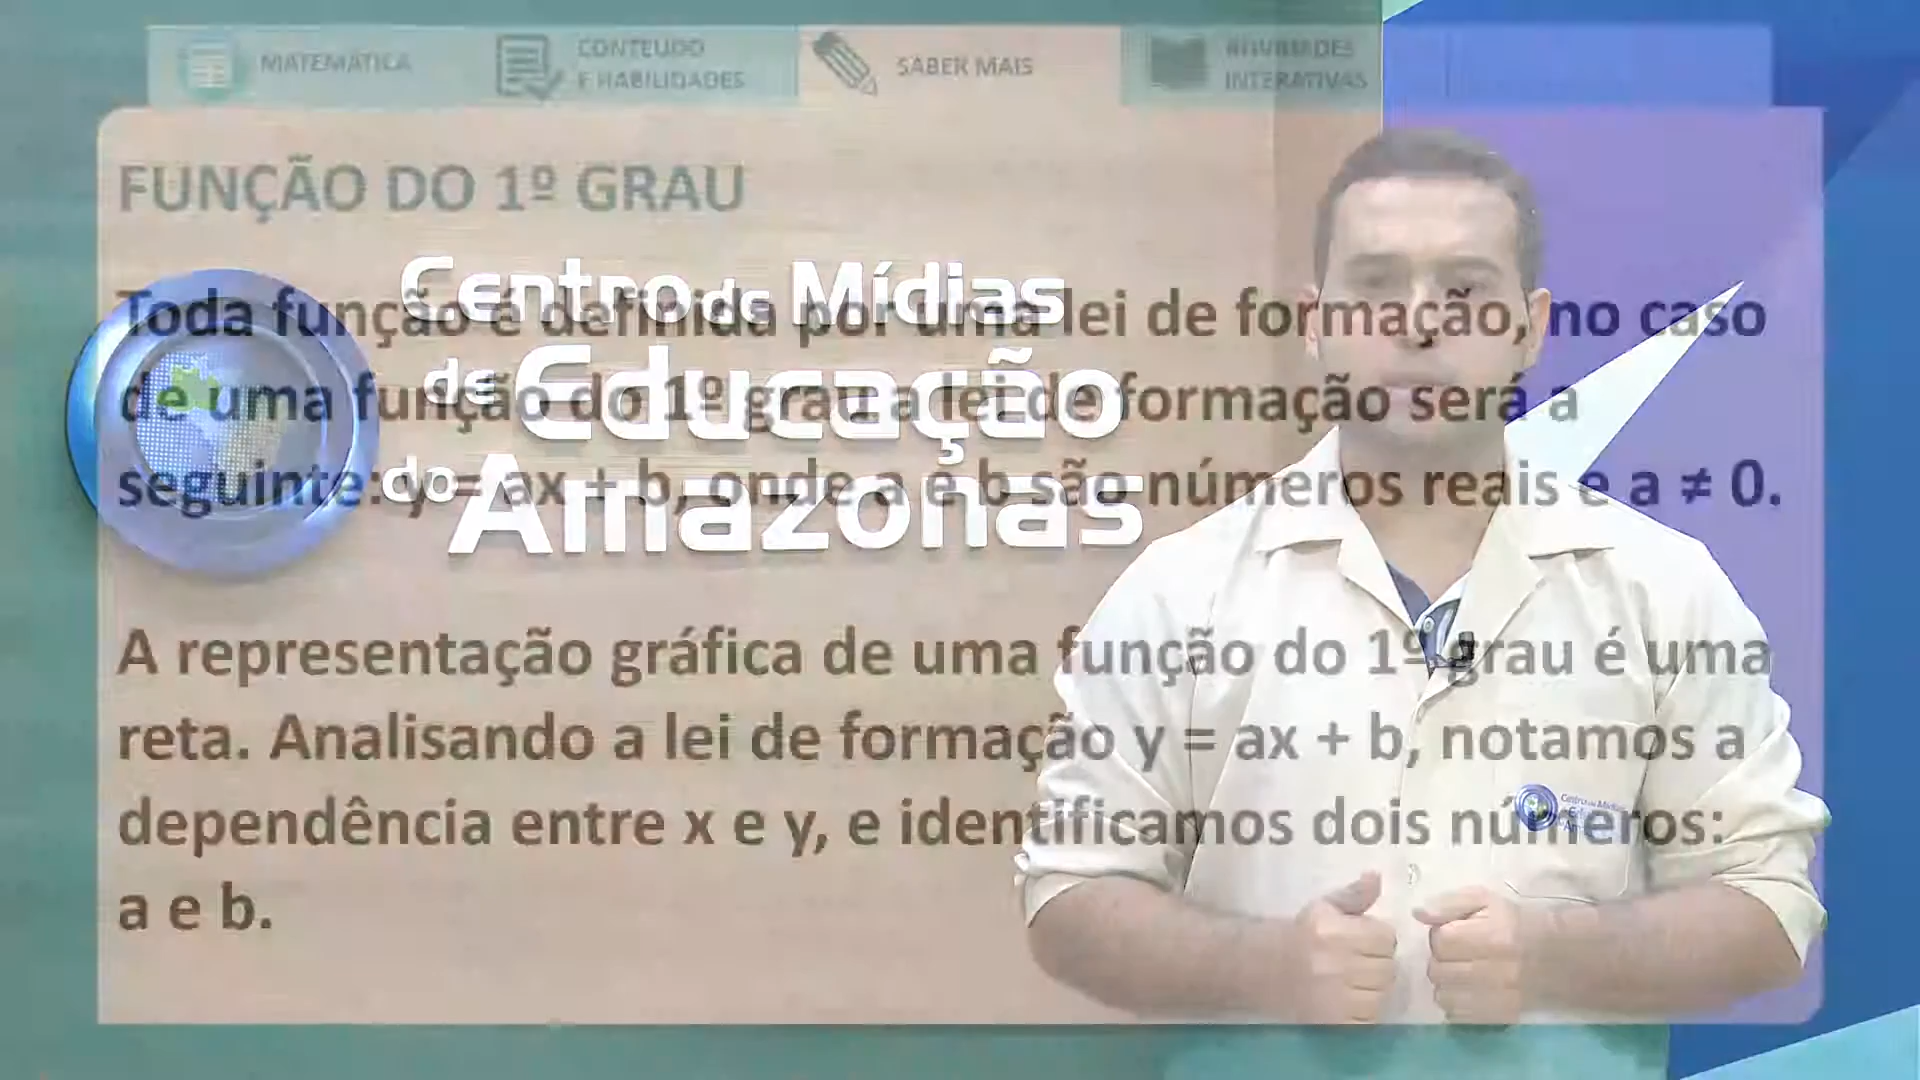 MATEMÁTICA
CONTEÚDO
E HABILIDADES
SABER MAIS
ATIVIDADES
INTERATIVAS
FUNÇÃO DO 1º GRAU
Centro de Mídias
de Educação
do Amazonas
Toda função é definida por uma lei de formação, no caso
de uma função do 1º grau a lei de formação será a
seguinte: y = ax + b, onde a e b são números reais e a ≠ 0.
A representação gráfica de uma função do 1º grau é uma
reta. Analisando a lei de formação y = ax + b, notamos a
dependência entre x e y, e identificamos dois números:
a e b.